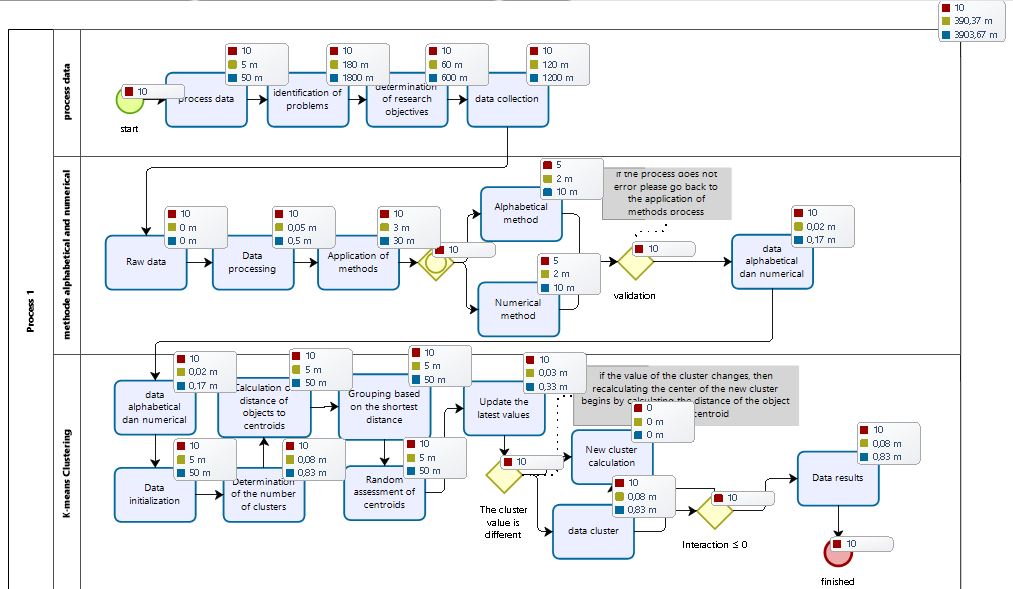 10
390,37 m
3903,67 m
Process 1
process data
10
start
10
5 m
50 m
process data
10
180 m
1800 m
identification of
problems
10
60 m
600 m
determination
of research
objectives
10
120 m
1200 m
data collection
methode alphabetical and numerical
10
0 m
0 m
Raw data
10
0,05 m
0,5 m
Data
processing
10
3 m
30 m
Application of
methods
10
5
2 m
10 m
Alphabetical
method
5
2 m
10 m
Numerical
method
if the process does not
error please go back to
the application of
methods process
10
validation
10
0,02 m
0,17 m
data
alphabetical
dan numerical
K-means Clustering
10
0,02 m
0,17 m
data
alphabetical
dan numerical
10
5 m
50 m
Data
initialization
10
5 m
50 m
Calculation of
distance of
objects to
centroids
10
0,08 m
0,83 m
Determination
of the number
of clusters
10
5 m
50 m
Grouping based
on the shortest
distance
10
5 m
50 m
Random
assessment of
centroids
10
0,03 m
0,33 m
Update the
latest values
if the value of the cluster changes, then
recalculating the center of the new cluster
begins by calculating the distance of the object
centroid
10
The cluster
value is
different
0
0 m
0 m
New cluster
calculation
10
0,08 m
0,83 m
data cluster
10
Interaction ≤ 0
10
0,08 m
0,83 m
Data results
10
finished